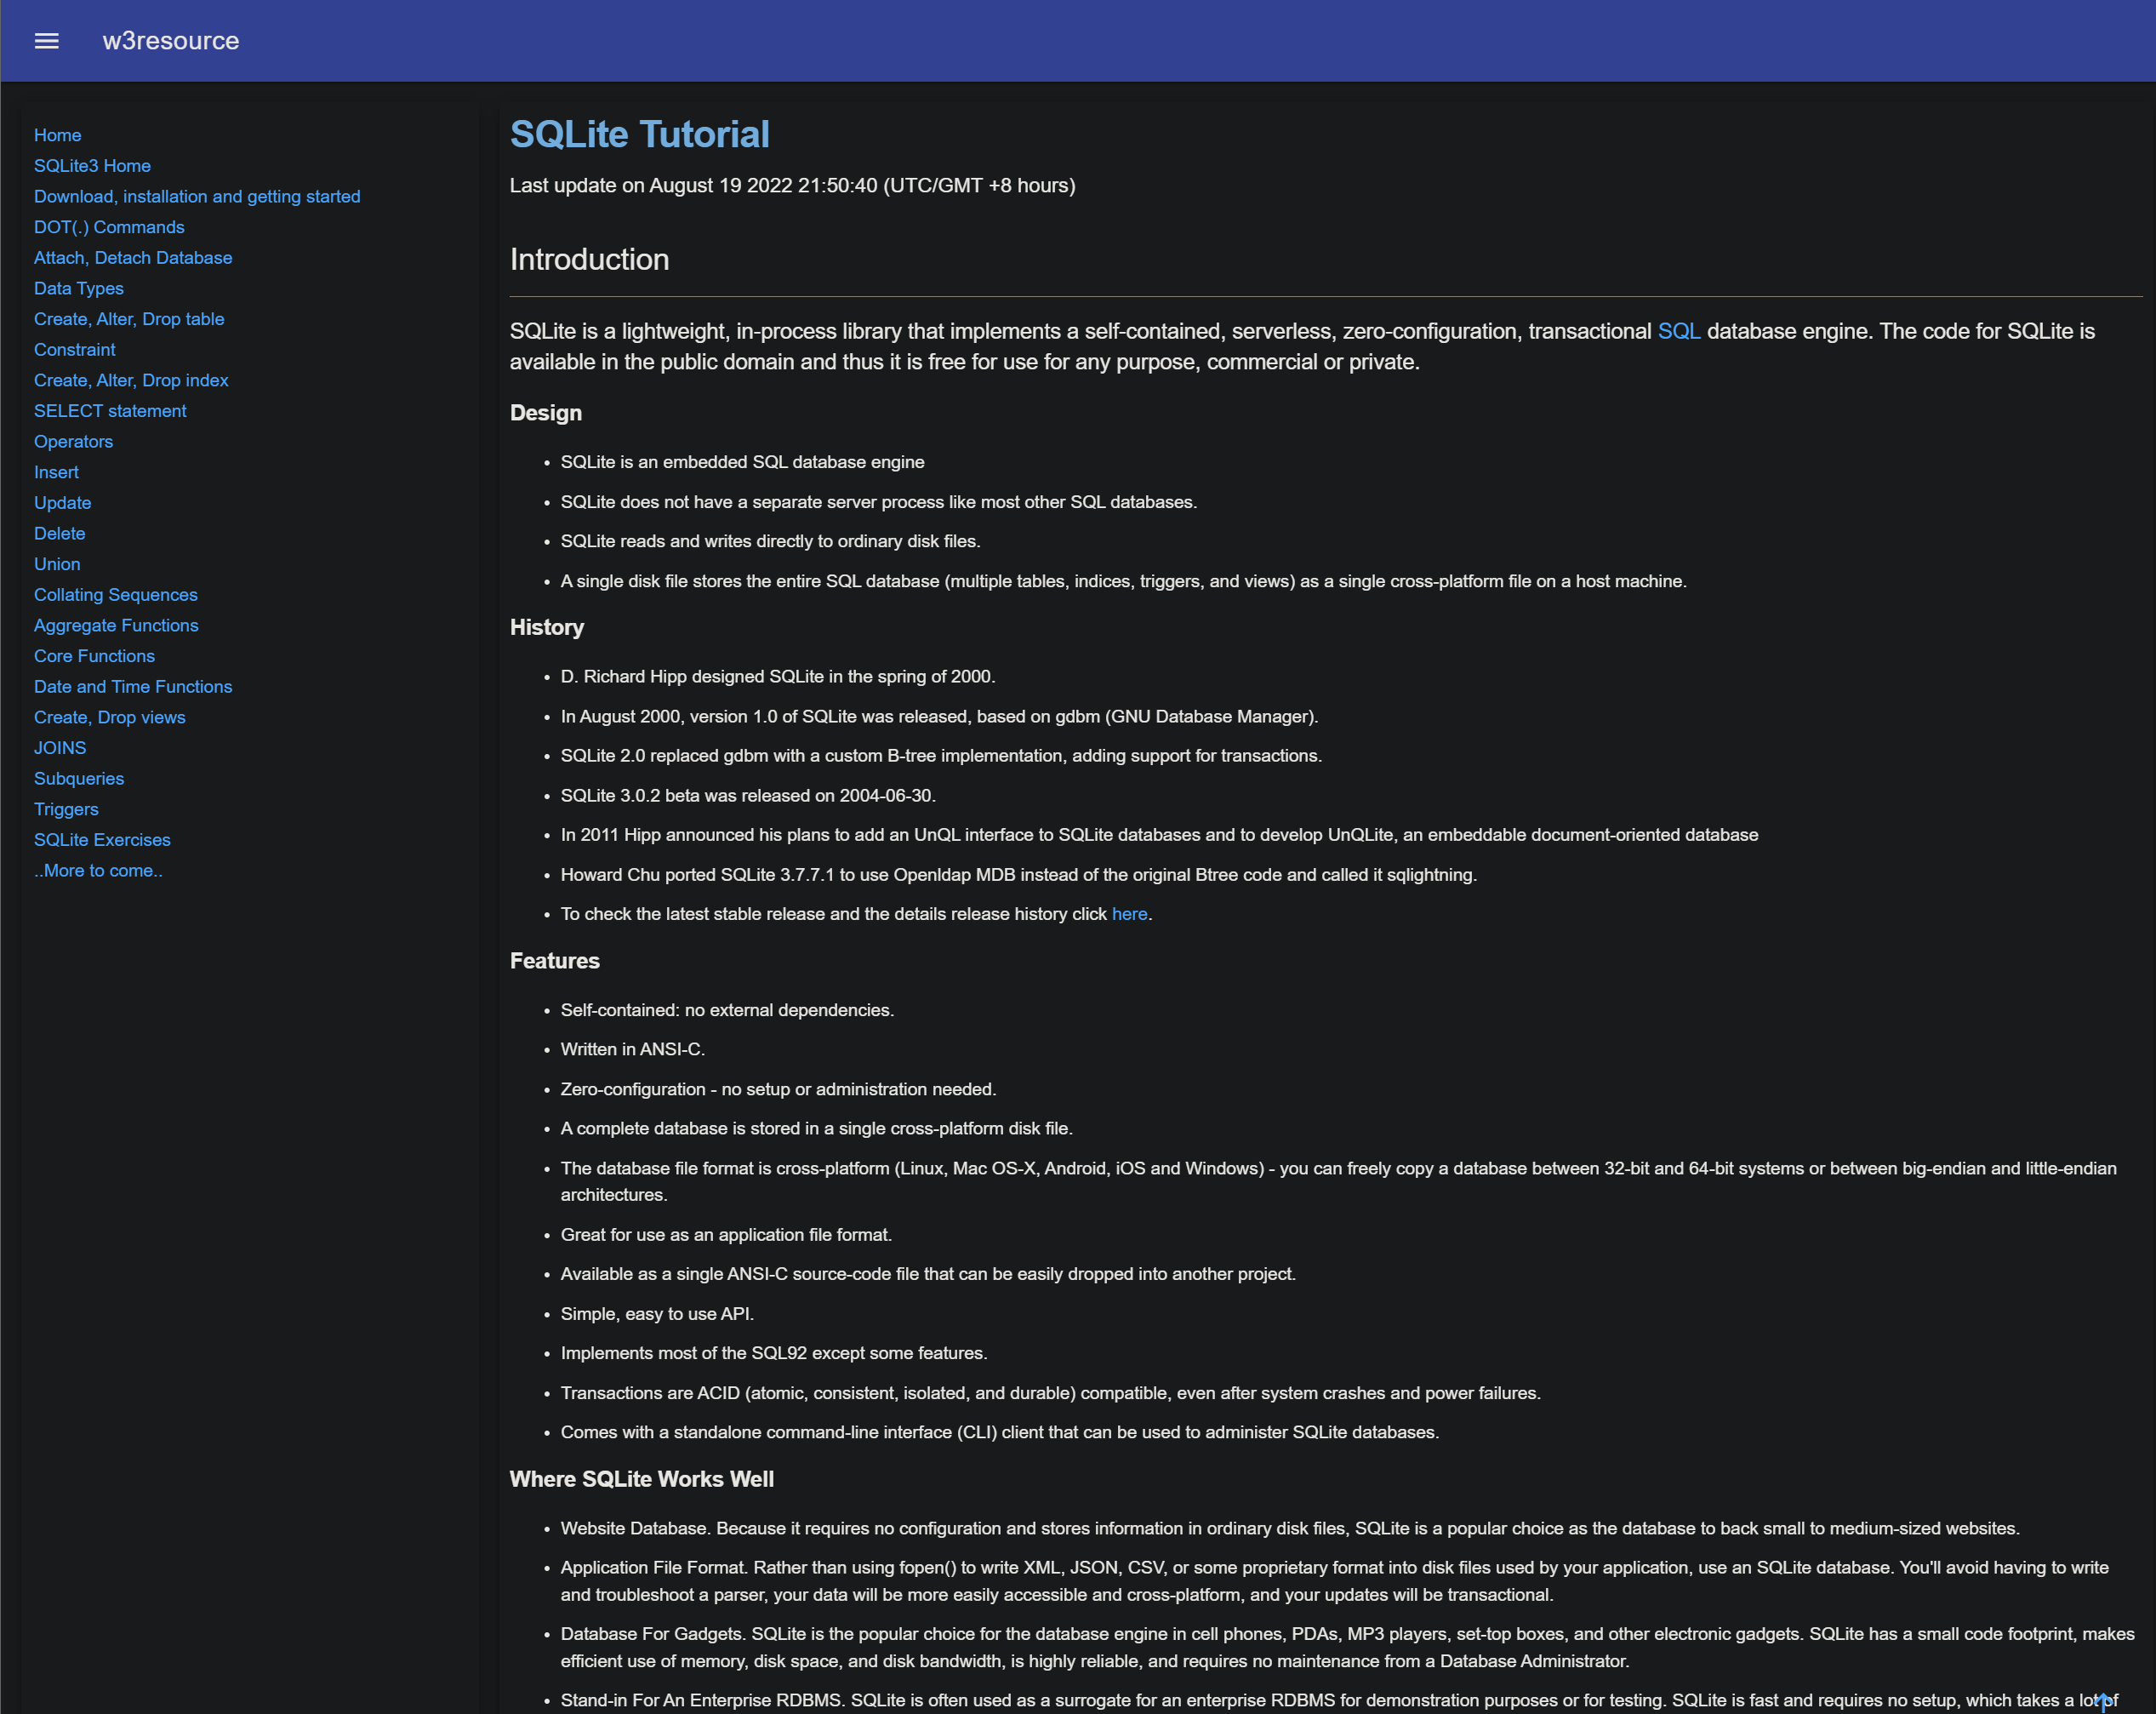 w3resource
Home
SQLite3 Home
Download, installation and getting started
DOT(.) Commands
Attach, Detach Database
Data Types
Create, Alter, Drop table
Constraint
Create, Alter, Drop index
SELECT statement
Operators
Insert
Update
Delete
Union
Collating Sequences
Aggregate Functions
Core Functions
Date and Time Functions
Create, Drop views
JOINS
Subqueries
Triggers
SQLite Exercises
..More to come..
SQLite Tutorial
Last update on August 19 2022 21:50:40 (UTC/GMT +8 hours)
Introduction
SQLite is a lightweight, in-process library that implements a self-contained, serverless, zero-configuration, transactional SQL database engine. The code for SQLite is
available in the public domain and thus it is free for use for any purpose, commercial or private.
Design
• SQLite is an embedded SQL database engine
• SQLite does not have a separate server process like most other SQL databases.
• SQLite reads and writes directly to ordinary disk files.
• A single disk file stores the entire SQL database (multiple tables, indices, triggers, and views) as a single cross-platform file on a host machine.
History
• D. Richard Hipp designed SQLite in the spring of 2000.
• In August 2000, version 1.0 of SQLite was released, based on gdbm (GNU Database Manager).
• SQLite 2.0 replaced gdbm with a custom B-tree implementation, adding support for transactions.
• SQLite 3.0.2 beta was released on 2004-06-30.
• In 2011 Hipp announced his plans to add an UnQL interface to SQLite databases and to develop UnQLite, an embeddable document-oriented database
• Howard Chu ported SQLite 3.7.7.1 to use Openldap MDB instead of the original Btree code and called it sqlightning.
• To check the latest stable release and the details release history click here.
Features
• Self-contained: no external dependencies.
• Written in ANSI-C.
• Zero-configuration - no setup or administration needed.
• A complete database is stored in a single cross-platform disk file.
• The database file format is cross-platform (Linux, Mac OS-X, Android, iOS and Windows) - you can freely copy a database between 32-bit and 64-bit systems or between big-endian and little-endian
architectures.
• Great for use as an application file format.
• Available as a single ANSI-C source-code file that can be easily dropped into another project.
• Simple, easy to use API.
• Implements most of the SQL92 except some features.
• Transactions are ACID (atomic, consistent, isolated, and durable) compatible, even after system crashes and power failures.
• Comes with a standalone command-line interface (CLI) client that can be used to administer SQLite databases.
Where SQLite Works Well
• Website Database. Because it requires no configuration and stores information in ordinary disk files, SQLite is a popular choice as the database to back small to medium-sized websites.
• Application File Format. Rather than using fopen() to write XML, JSON, CSV, or some proprietary format into disk files used by your application, use an SQLite database. You'll avoid having to write
and troubleshoot a parser, your data will be more easily accessible and cross-platform, and your updates will be transactional.
• Database For Gadgets. SQLite is the popular choice for the database engine in cell phones, PDAs, MP3 players, set-top boxes, and other electronic gadgets. SQLite has a small code footprint, makes
efficient use of memory, disk space, and disk bandwidth, is highly reliable, and requires no maintenance from a Database Administrator.
• Stand-in For An Enterprise RDBMS. SQLite is often used as a surrogate for an enterprise RDBMS for demonstration purposes or for testing. SQLite is fast and requires no setup, which takes a lot of